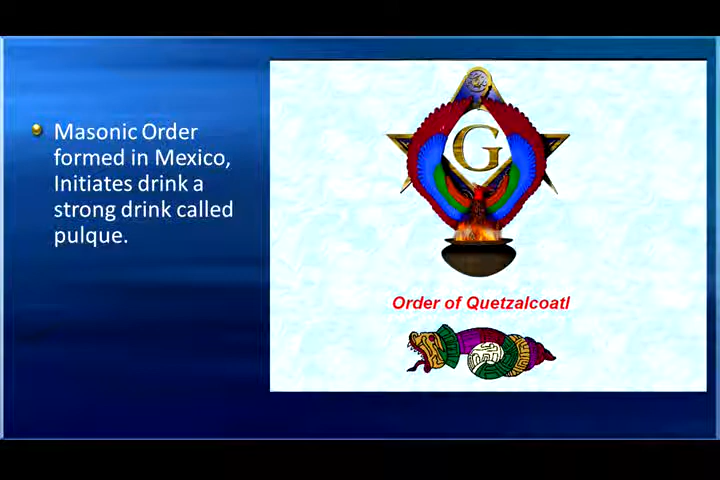 Masonic Order
formed in Mexico,
Initiates drink a
strong drink called
pulque.
G
Order of Quetzalcoatl